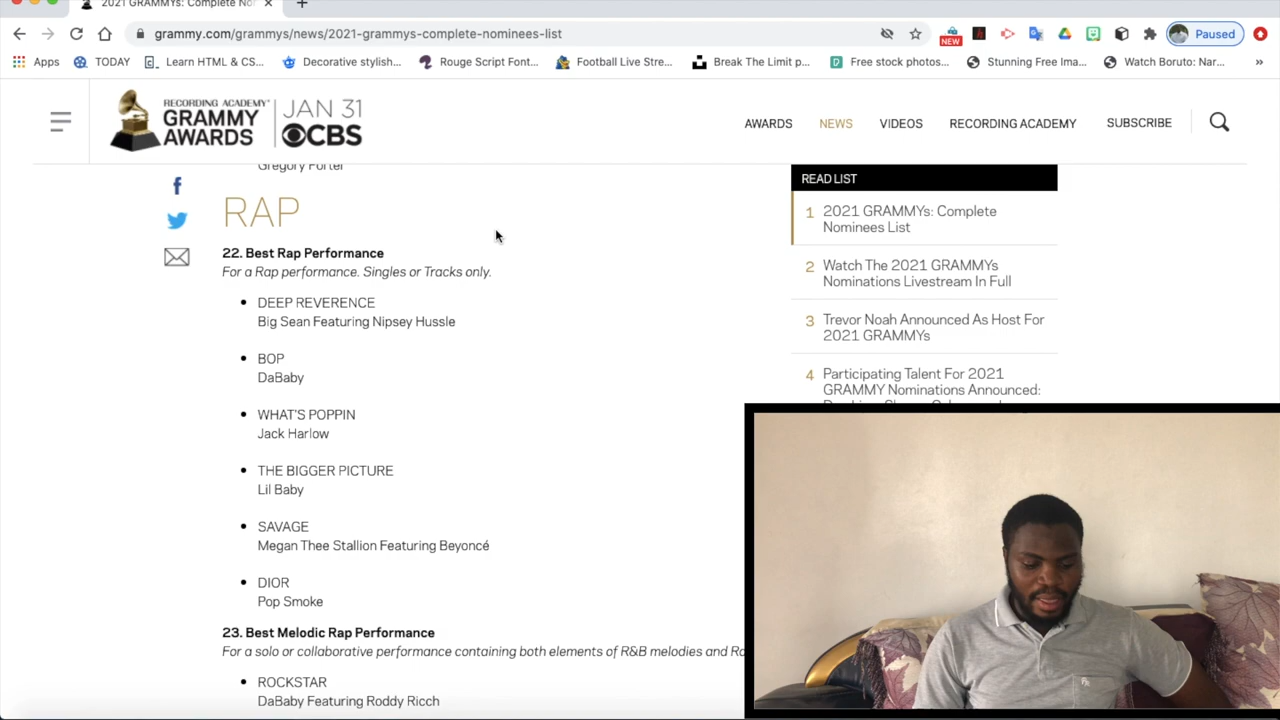 2021 GRAMMYs: Complete Nor
grammy.com/grammys/news/2021-grammys-complete-nominees-list
NEW
Paused
Apps
TODAY
Learn HTML & CS...
Decorative stylish...
Rouge Script Font...
Football Live Stre...
Break The Limit p...
Free stock photos...
Stunning Free Ima...
Watch Boruto: Nar...
»
RECORDING ACADEMY
GRAMMY
AWARDS
JAN 31
CBS
AWARDS
NEWS
VIDEOS
RECORDING ACADEMY
SUBSCRIBE
Gregory Porter
RAP
22. Best Rap Performance
For a Rap performance. Singles or Tracks only.
DEEP REVERENCE
Big Sean Featuring Nipsey Hussle
BOP
DaBaby
WHAT'S POPPIN
Jack Harlow
THE BIGGER PICTURE
Lil Baby
SAVAGE
Megan Thee Stallion Featuring Beyoncé
DIOR
Pop Smoke
23. Best Melodic Rap Performance
For a solo or collaborative performance containing both elements of R&B melodies and Ra
ROCKSTAR
DaBaby Featuring Roddy Ricch
READ LIST
1 2021 GRAMMYs: Complete
Nominees List
2 Watch The 2021 GRAMMYs
Nominations Livestream In Full
3 Trevor Noah Announced As Host For
2021 GRAMMYs
4 Participating Talent For 2021
GRAMMY Nominations Announced: